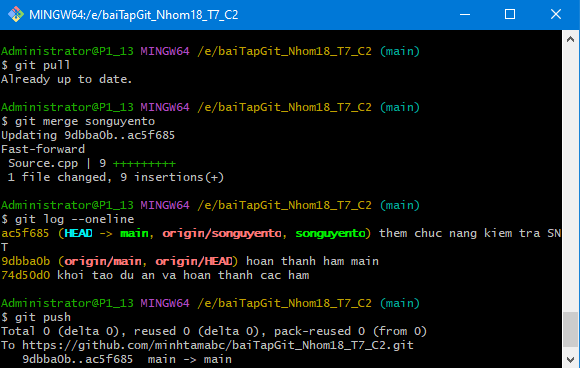 MINGW64:/e/baiTapGit_Nhom18_T7_C2
Administrator@P1_13 MINGW64 /e/baiTapGit_Nhom18_T7_C2 (main)
$ git pull
Already up to date.
Administrator@P1_13 MINGW64 /e/baiTapGit_Nhom18_T7_C2 (main)
$ git merge songuyento
Updating 9dbba0b..ac5f685
Fast-forward
 Source.cpp | 9 +++++++++
 1 file changed, 9 insertions(+)
Administrator@P1_13 MINGW64 /e/baiTapGit_Nhom18_T7_C2 (main)
$ git log --oneline
ac5f685 (HEAD -> main, origin/songuyento, songuyento) them chuc nang kiem tra SN
T
9dbba0b (origin/main, origin/HEAD) hoan thanh ham main
74d50d0 khoi tao du an va hoan thanh cac ham
Administrator@P1_13 MINGW64 /e/baiTapGit_Nhom18_T7_C2 (main)
$ git push
Total 0 (delta 0), reused 0 (delta 0), pack-reused 0 (from 0)
To https://github.com/minhtamabc/baiTapGit_Nhom18_T7_C2.git
   9dbba0b..ac5f685  main -> main